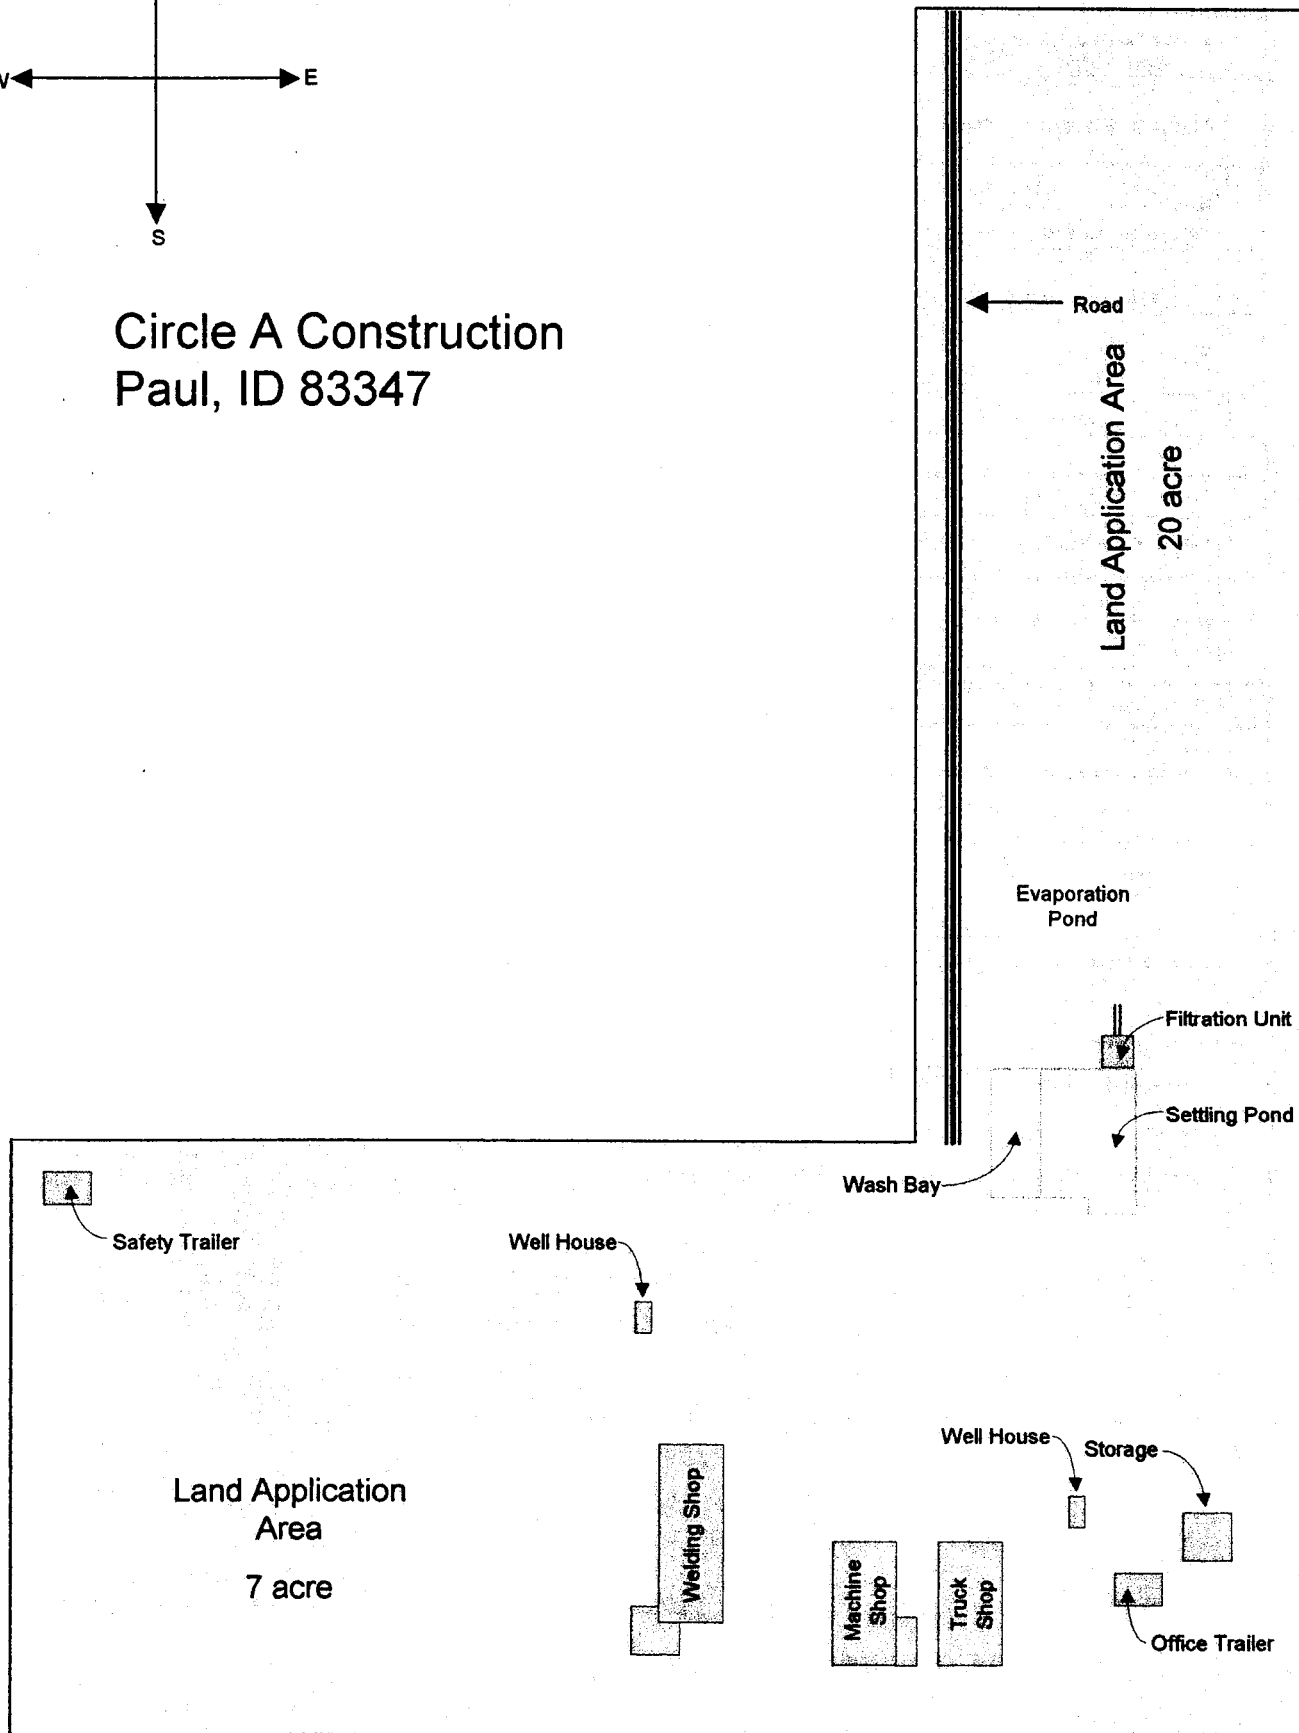 E
S
Circle A Construction
Paul, ID 83347
Road
Land Application Area
20 acre
Evaporation
Pond
Filtration Unit
Settling Pond
Wash Bay
Safety Trailer
Well House
Well House
Storage
Land Application
Area
7 acre
Welding Shop
Machine
Shop
Truck
Shop
Office Trailer